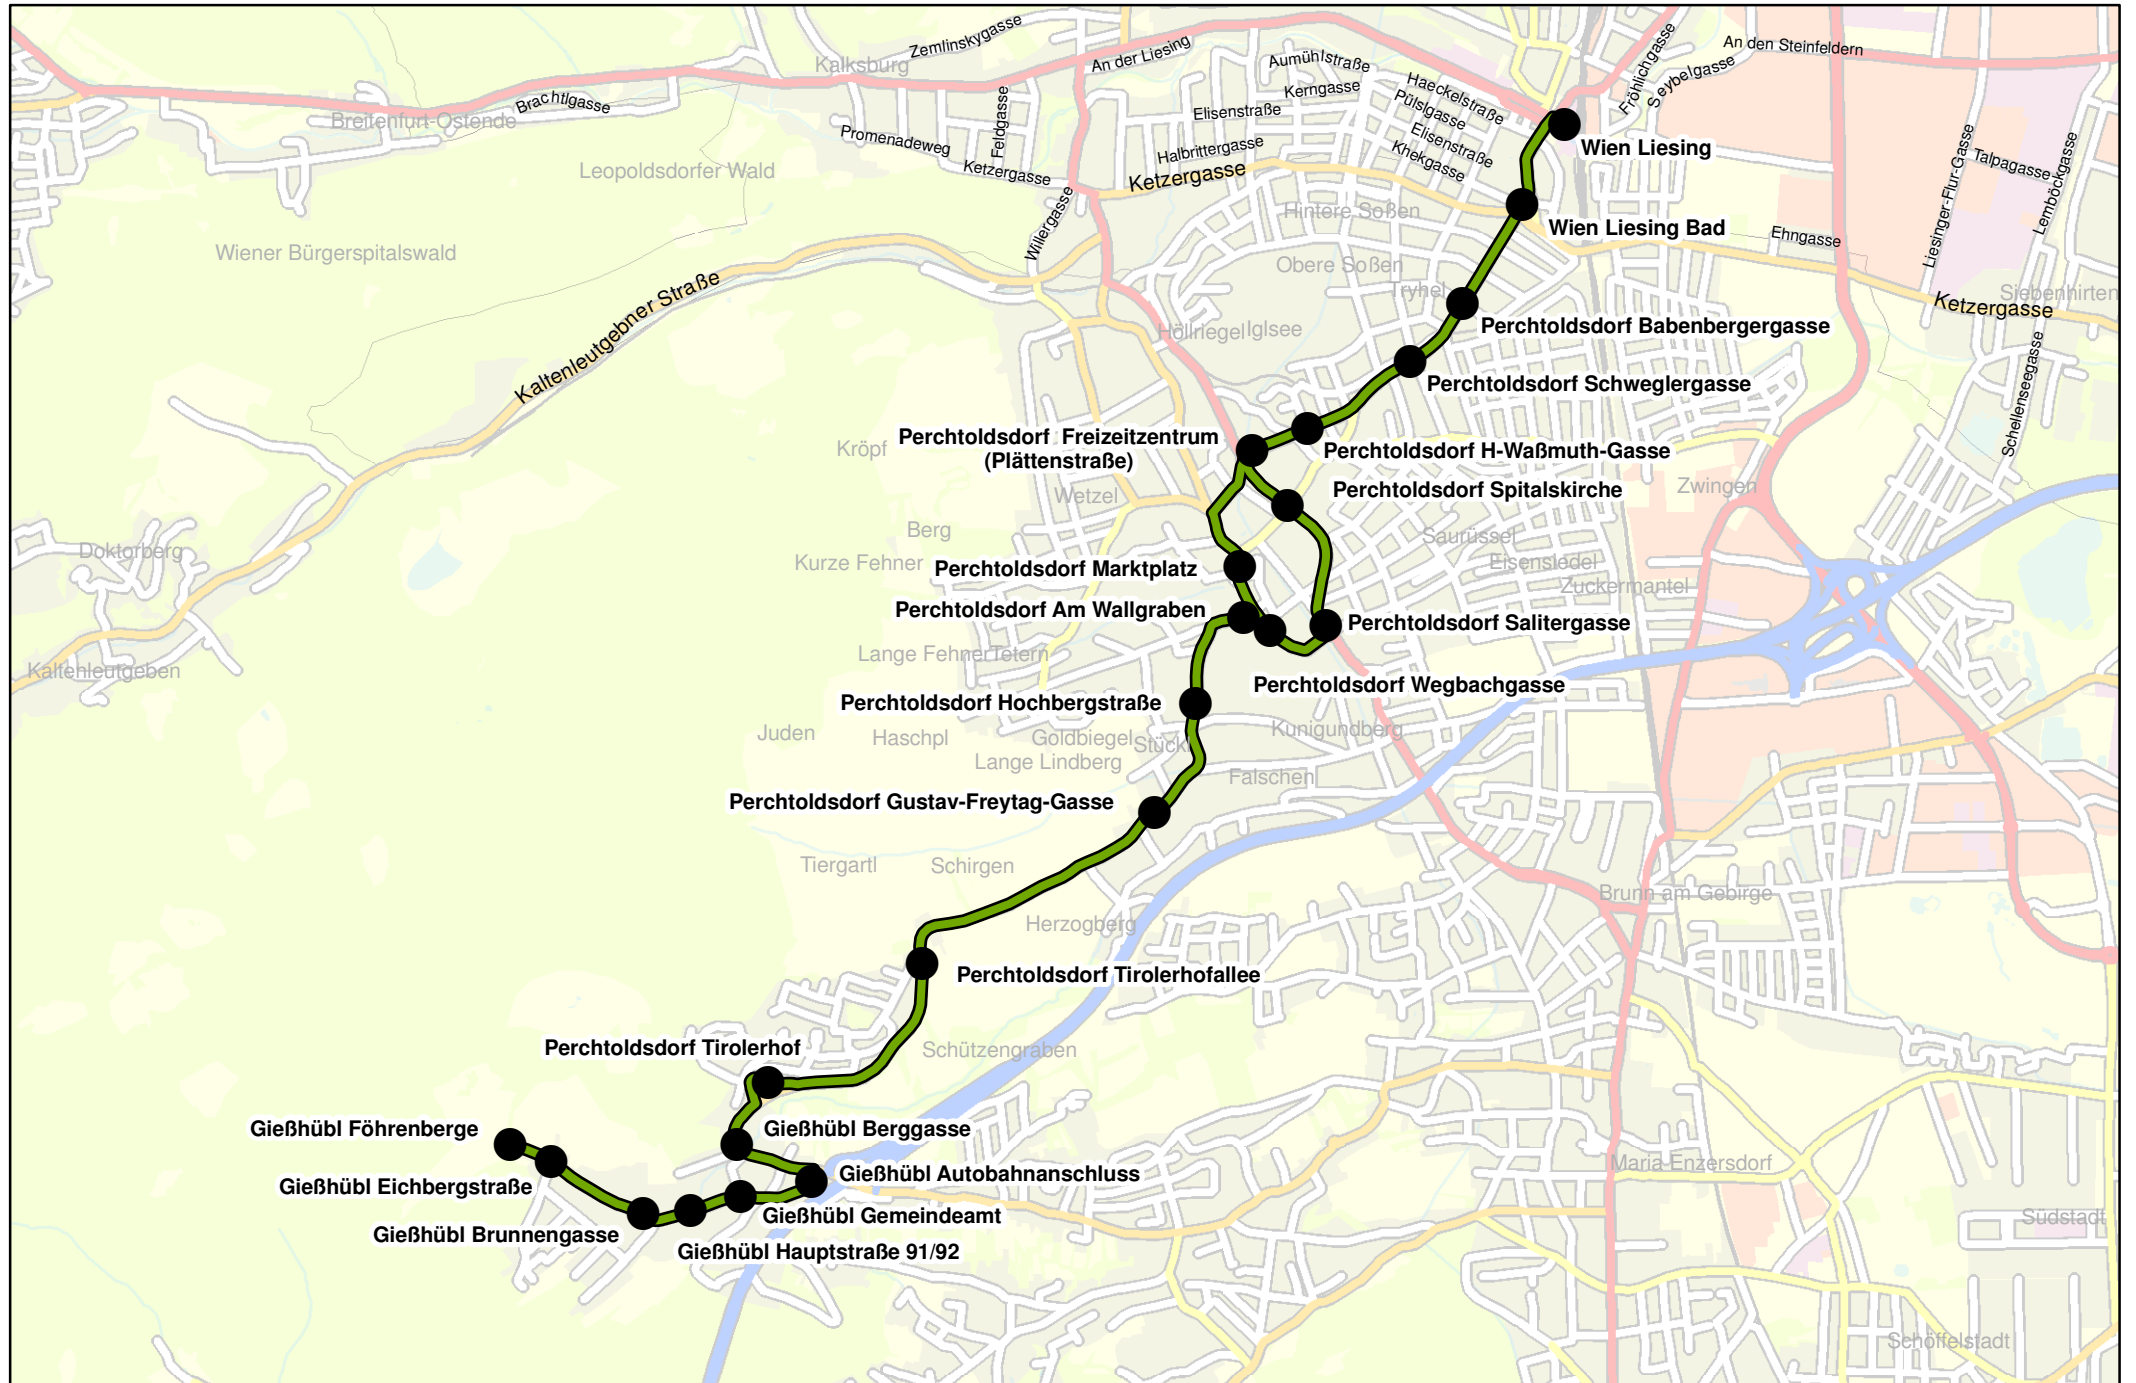 Zemlinskygasse
An der Liesing
Kalksburg
Aumühlstraße
Fröhlichgasse
An den Steinfeldern
Seybelgasse
Brachtlgasse
Breitenfurt-Ostende
Feldgasse
Kerngasse
Haeckelstraße
Pülslgasse
Elisenstraße
Elisenstraße
Promenadeweg
Halbrittergasse
Khekgasse
Wien Liesing
Liesinger-Flur-Gasse
Talpagasse
Lemböckgasse
Leopoldsdorfer Wald
Ketzergasse
Ketzergasse
Willergasse
Hintere Soßen
Wien Liesing Bad
Ehngasse
Wiener Bürgerspitalswald
Obere Soßen
Tryhel
Siebenhirten
Ketzergasse
Kaltenleutgebner Straße
Höllriegel
Iglsee
Perchtoldsdorf Babenbergergasse
Schellenseegasse
Perchtoldsdorf Schweglergasse
Perchtoldsdorf Freizeitzentrum
(Plättenstraße)
Kröpf
Perchtoldsdorf H-Waßmuth-Gasse
Wetzel
Perchtoldsdorf Spitalskirche
Zwingen
Berg
Saurüssel
Doktorberg
Kurze Fehner
Perchtoldsdorf Marktplatz
Eisensiedel
Zuckermantel
Perchtoldsdorf Am Wallgraben
Perchtoldsdorf Salitergasse
Lange Fehner
Tetern
Kaltenleutgeben
Perchtoldsdorf Wegbachgasse
Perchtoldsdorf Hochbergstraße
Juden
Haschpl
Goldbiegel
Stückl
Kunigundberg
Lange Lindberg
Falschen
Perchtoldsdorf Gustav-Freytag-Gasse
Tiergartl
Schirgen
Brunn am Gebirge
Herzogberg
Perchtoldsdorf Tirolerhofallee
Perchtoldsdorf Tirolerhof
Schützengraben
Gießhübl Föhrenberge
Gießhübl Berggasse
Maria Enzersdorf
Gießhübl Autobahnanschluss
Gießhübl Eichbergstraße
Gießhübl Gemeindeamt
Südstadt
Gießhübl Brunnengasse
Gießhübl Hauptstraße 91/92
Schöffelstadt